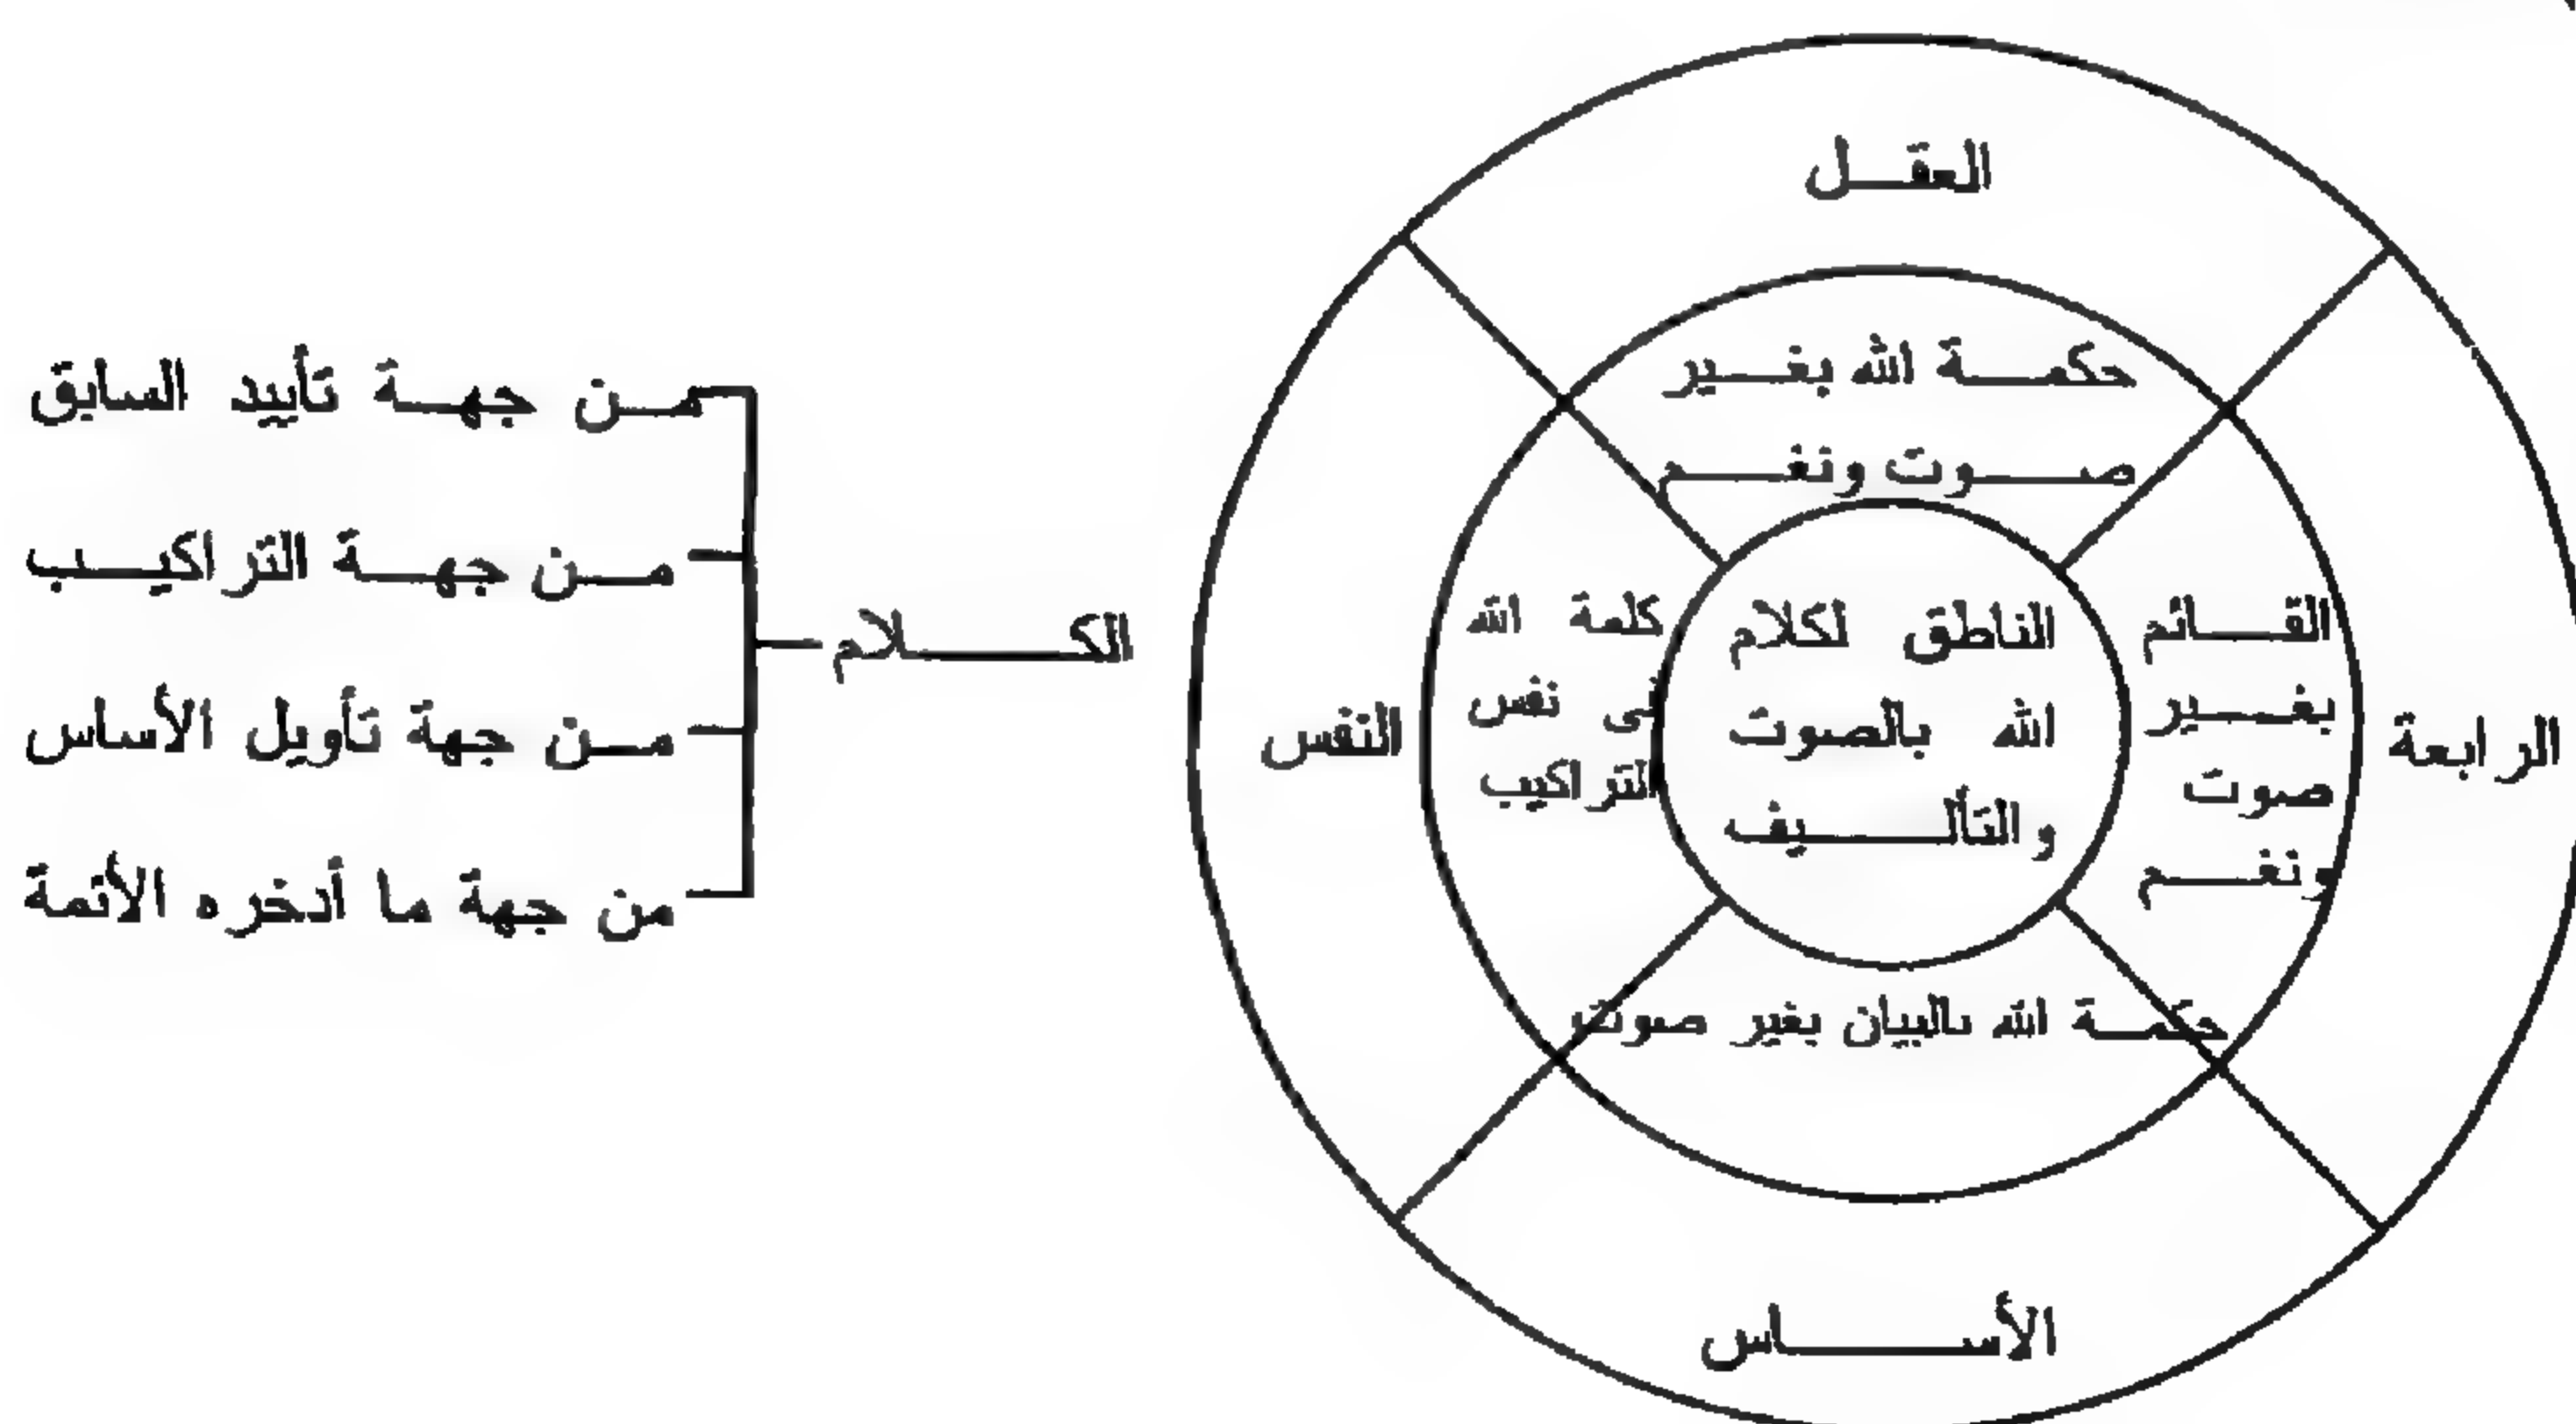 العقل
حكمة الله بغير
صوت ونغم
القائم
بغير
صوت
ونغم
الرابعة
الناطق لكلام
الله بالصوت
والتأليف
كلمة الله
فى نفس
التراكيب
النفس
حكمة الله بالبيان بغير صوت
الأساس
الكلام
من جهة تأييد السابق
من جهة التراكيب
من جهة تأويل الأساس
من جهة ما أدخره الأئمة